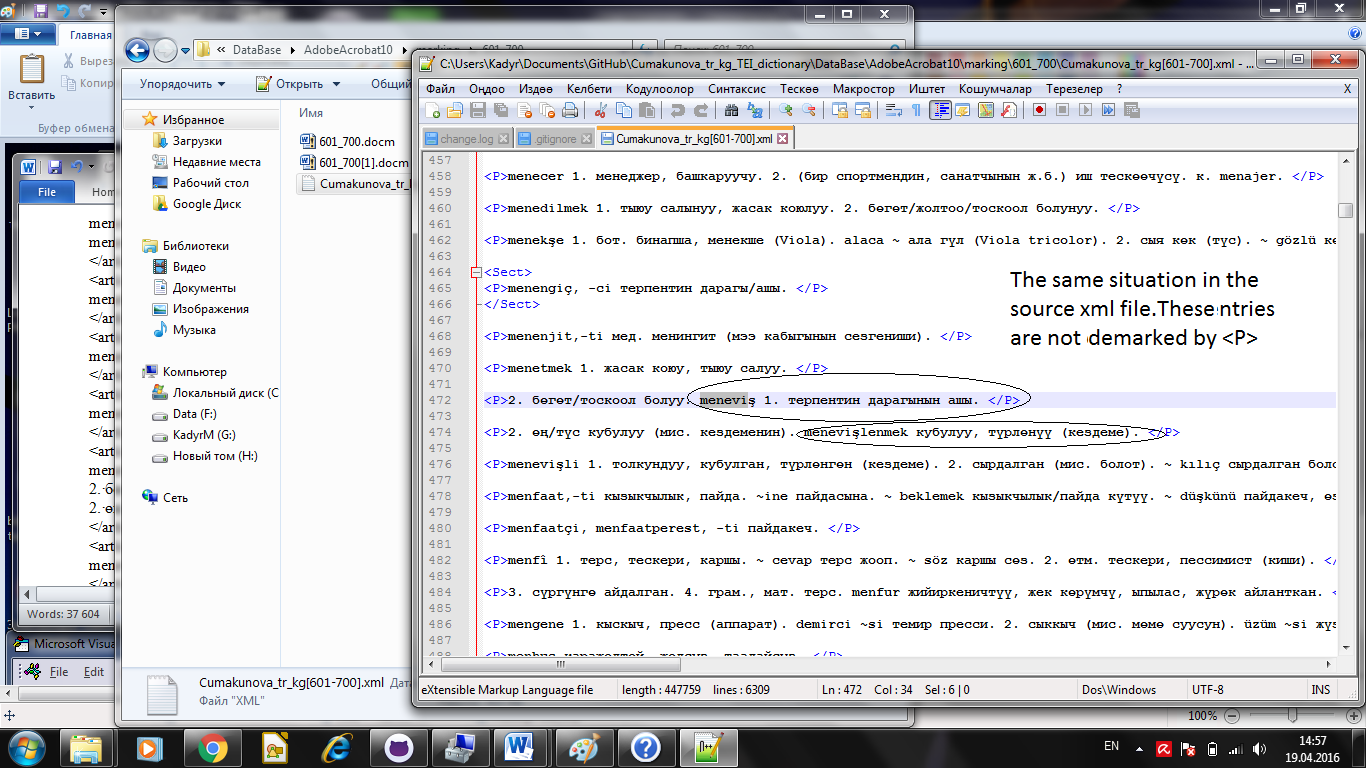 Главная
Вставить
Вырез
Копир
Буфер обмена
File
Hom
men
men
</ar
<art
men
</ar
<art
men
</ar
<art
men
</ar
<art
men
2. б
2. ө
</ar
<art
men
</ar
Words: 37 604
Microsoft Visua
File Edit
« DataBase AdobeAcrobat10 marking 601_700
Поиск: 601_700
Упорядочить Открыть Общий
Избранное
Загрузки
Недавние места
Рабочий стол
Google Диск
Библиотеки
Видео
Документы
Изображения
Музыка
Компьютер
Локальный диск (C
Data (F:)
KadyrM (G:)
Новый том (H:)
Сеть
Имя
601_700.docm
601_700[1].docm
Cumakunova_tr_k
Cumakunova_tr_kg[601-700].xml Дата
Файл "XML"
C:\Users\Kadyr\Documents\GitHub\Cumakunova_tr_kg_TEI_dictionary\DataBase\AdobeAcrobat10\marking\601_700\Cumakunova_tr_kg[601-700].xml - ...
Файл Оңдоо Издөө Келбети Кодулоолор Синтаксис Тескөө Макростор Иштет Кошумчалар Терезелер ? X
change.log .gitignore Cumakunova_tr_kg[601-700].xml
457
458 <P>menecer 1. менеджер, башкаруучу. 2. (бир спортмендин, санатчынын ж.б.) иш тескөөчүсү. к. menajer. </P>
459
460 <P>menedilmek 1. тыюу салынуу, жасак коюлуу. 2. бөгөт/жолтоо/тоскоол болунуу. </P>
461
462 <P>menekşe 1. бот. бинапша, менекше (Viola). alaca ~ ала гүл (Viola tricolor). 2. сыя көк (түс). ~ gözlü кө
463
464 <Sect>
465 <P>menengiç, -ci терпентин дарагы/ашы. </P>
466 </Sect>
467
468 <P>menenjit,-ti мед. менингит (мээ кабыгынын сезгениши). </P>
469
470 <P>menetmek 1. жасак коюу, тыюу салуу. </P>
471
472 <P>2. бөгөт/тоскоол болуу. meneviş 1. терпентин дарагынын ашы. </P>
473
474 <P>2. өң/түс кубулуу (мис. кездеменин). menevişlenmek кубулуу, түрлөнүү (кездеме). </P>
475
476 <P>menevişli 1. толкундуу, кубулган, түрлөнгөн (кездеме). 2. сырдалган (мис. болот). ~ kılıç сырдалган боло
477
478 <P>menfaat,-ti кызыкчылык, пайда. ~ine пайдасына. ~ beklemek кызыкчылык/пайда күтүү. ~ düşkünü пайдакеч, өз
479
480 <P>menfaatçi, menfaatperest, -ti пайдакеч. </P>
481
482 <P>menfî 1. терс, тескери, каршы. ~ cevap терс жооп. ~ söz каршы сөз. 2. өтм. тескери, пессимист (киши). </
483
484 <P>3. сүргүнгө айдалган. 4. грам., мат. терс. menfur жийиркеничтүү, жек көрүмчү, ыпылас, жүрөк айланткан. <
485
486 <P>mengene 1. кыскыч, пресс (аппарат). demirci ~si темир пресси. 2. сыккыч (мис. мөмө суусун). üzüm ~si жүз
487
The same situation in the
source xml file.These entries
are not demarked by <P>
eXtensible Markup Language file length : 447759 lines : 6309 Ln : 472 Col : 34 Sel : 6 | 0 Dos\Windows UTF-8 INS
100%
EN
14:57
19.04.2016